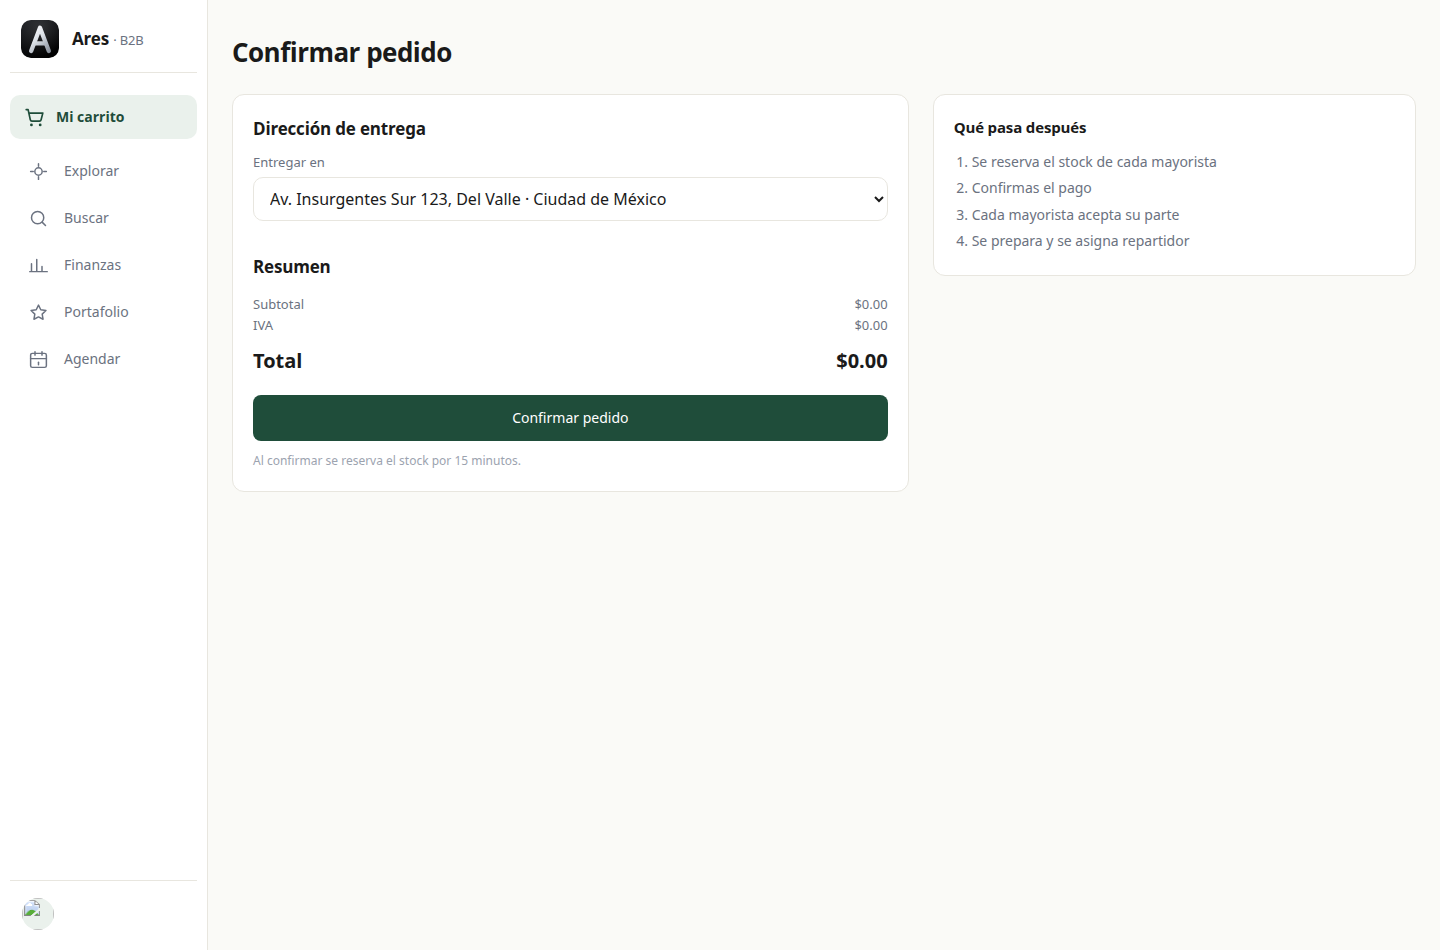 A
Ares · B2B
Mi carrito
Explorar
Buscar
Finanzas
Portafolio
Agendar
Confirmar pedido
Dirección de entrega
Entregar en
Av. Insurgentes Sur 123, Del Valle · Ciudad de México
Resumen
Subtotal $0.00
IVA $0.00
Total $0.00
Confirmar pedido
Al confirmar se reserva el stock por 15 minutos.
Qué pasa después
1. Se reserva el stock de cada mayorista
2. Confirmas el pago
3. Cada mayorista acepta su parte
4. Se prepara y se asigna repartidor